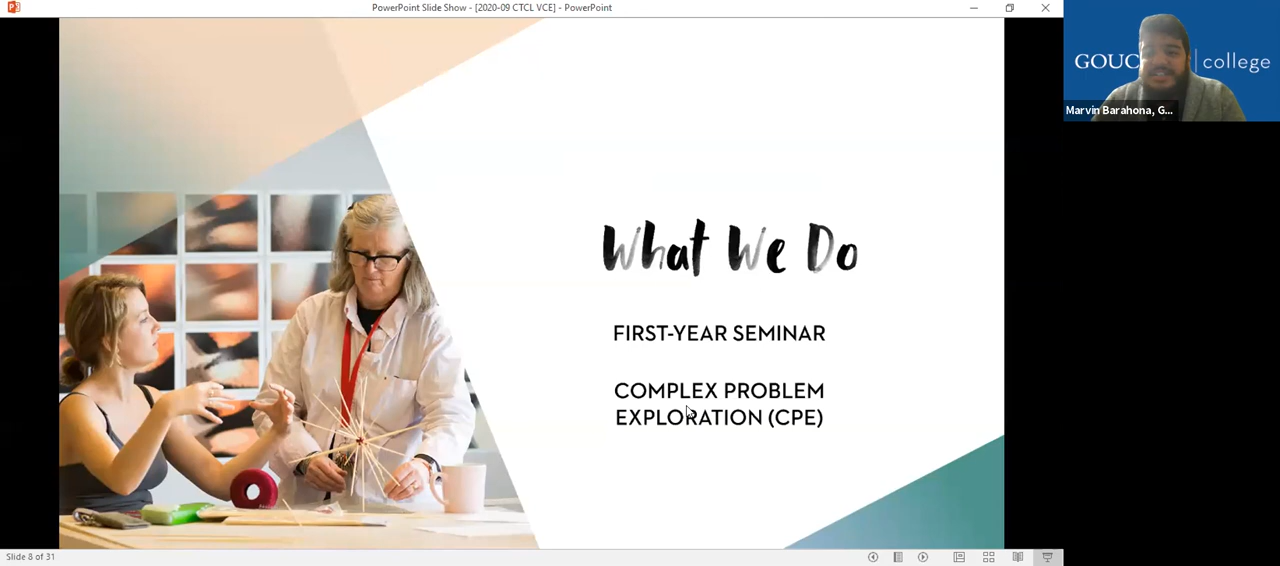 PowerPoint Slide Show - [2020-09 CTCL VCE] - PowerPoint
GOUC college
Marvin Barahona, G...
What We Do
FIRST-YEAR SEMINAR
COMPLEX PROBLEM
EXPLORATION (CPE)
Slide 8 of 31